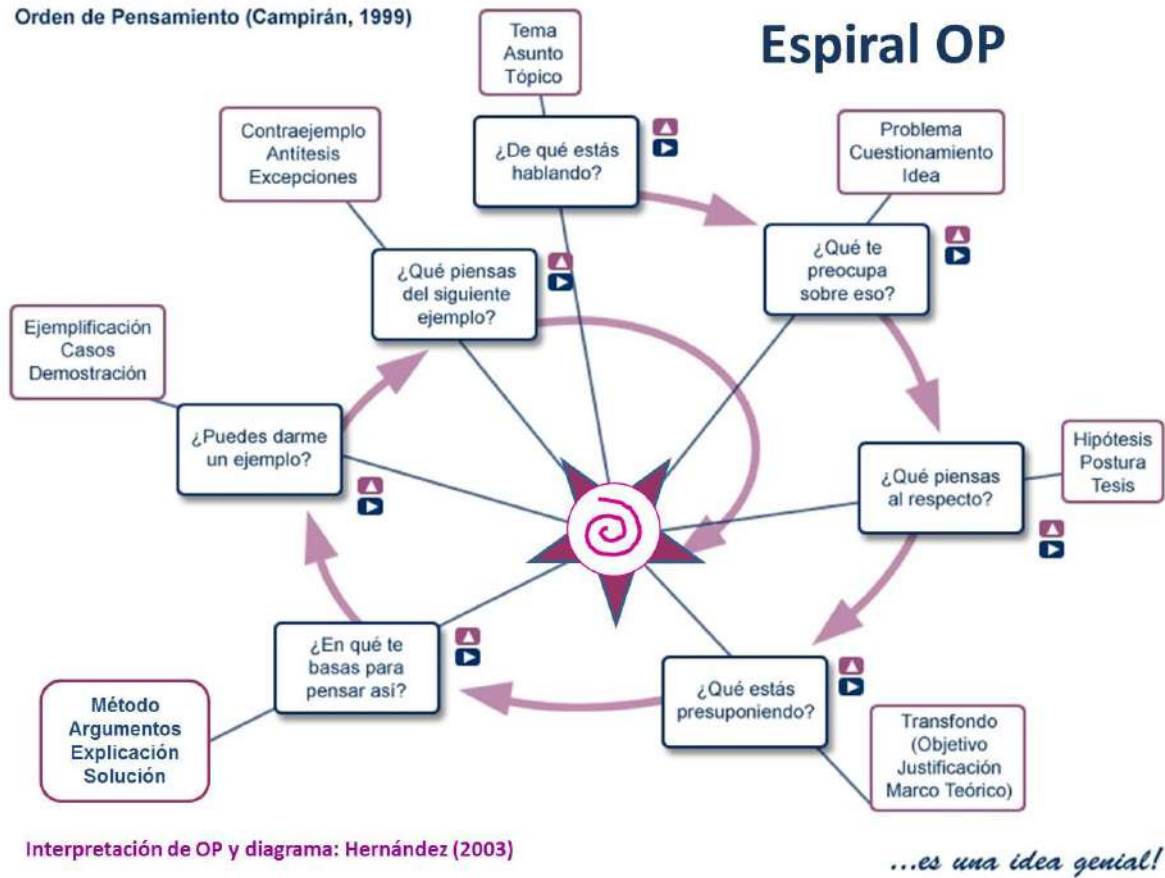 Orden de Pensamiento (Campirán, 1999)
Espiral OP
Tema
Asunto
Tópico
¿De qué estás
hablando?
Problema
Cuestionamiento
Idea
¿Qué te
preocupa
sobre eso?
Hipótesis
Postura
Tesis
¿Qué piensas
al respecto?
Transfondo
(Objetivo
Justificación
Marco Teórico)
¿Qué estás
presuponiendo?
Método
Argumentos
Explicación
Solución
¿En qué te
basas para
pensar así?
Ejemplificación
Casos
Demostración
¿Puedes darme
un ejemplo?
Contraejemplo
Antítesis
Excepciones
¿Qué piensas
del siguiente
ejemplo?
Interpretación de OP y diagrama: Hernández (2003)
...es una idea genial!